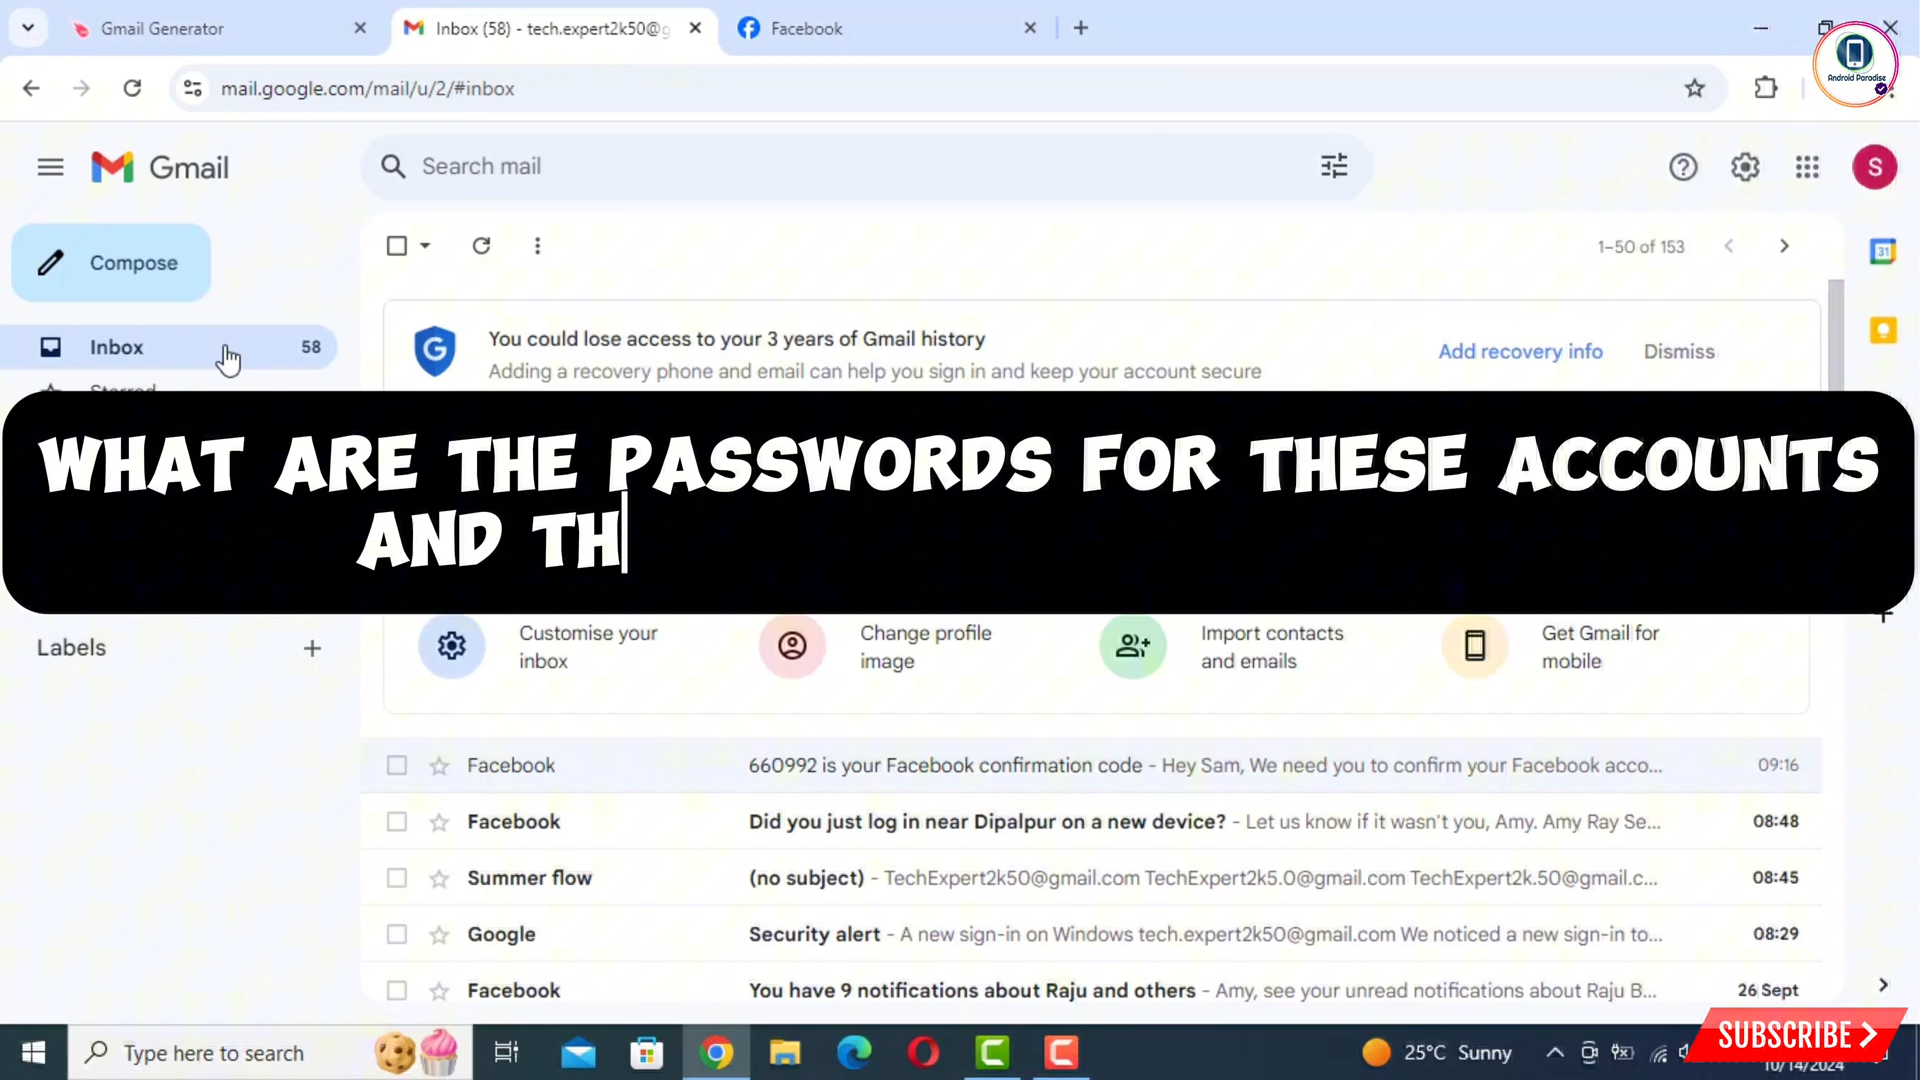 Gmail Generator
Inbox (58) - tech.expert2k50@g
Facebook
mail.google.com/mail/u/2/#inbox
Android Paradise
Gmail
Search mail
S
Compose
1–50 of 153
31
Inbox
58
You could lose access to your 3 years of Gmail history
Adding a recovery phone and email can help you sign in and keep your account secure
Add recovery info
Dismiss
Starred
WHAT ARE THE PASSWORDS FOR THESE ACCOUNTS
AND TH
Labels
Customise your
inbox
Change profile
image
Import contacts
and emails
Get Gmail for
mobile
Facebook 660992 is your Facebook confirmation code - Hey Sam, We need you to confirm your Facebook acco... 09:16
Facebook Did you just log in near Dipalpur on a new device? - Let us know if it wasn't you, Amy. Amy Ray Se... 08:48
Summer flow (no subject) - TechExpert2k50@gmail.com TechExpert2k5.0@gmail.com TechExpert2k.50@gmail.c... 08:45
Google Security alert - A new sign-in on Windows tech.expert2k50@gmail.com We noticed a new sign-in to... 08:29
Facebook You have 9 notifications about Raju and others - Amy, see your unread notifications about Raju B... 26 Sept
SUBSCRIBE
Type here to search
25°C Sunny
10/14/2024